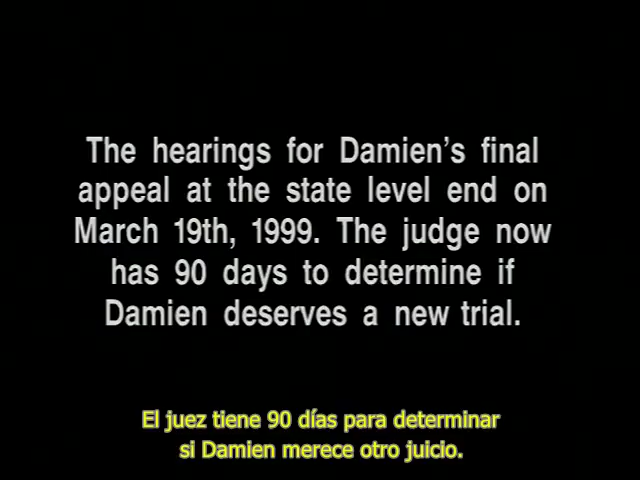 The hearings for Damien's final
appeal at the state level end on
March 19th, 1999. The judge now
has 90 days to determine if
Damien deserves a new trial.
El juez tiene 90 días para determinar
si Damien merece otro juicio.